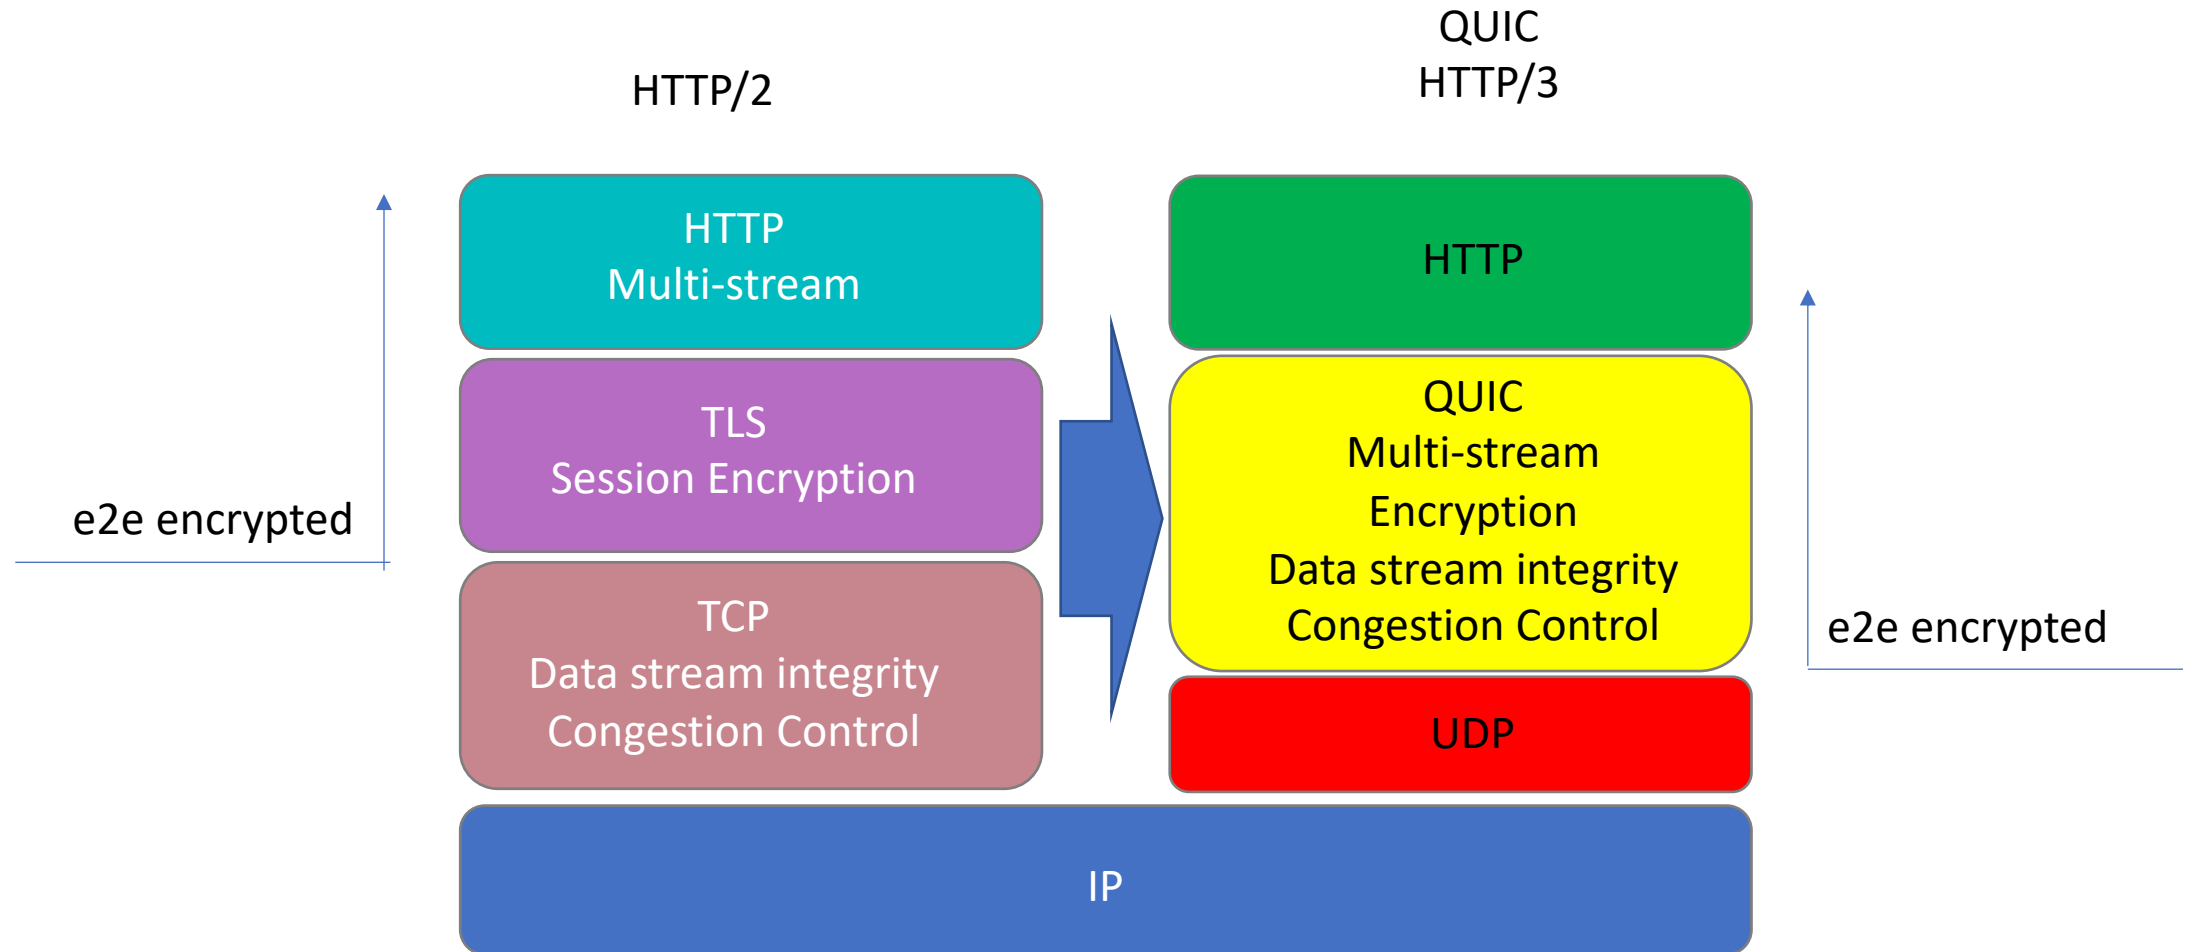 HTTP/2
QUIC
HTTP/3
HTTP
Multi-stream
TLS
Session Encryption
TCP
Data stream integrity
Congestion Control
e2e encrypted
HTTP
QUIC
Multi-stream
Encryption
Data stream integrity
Congestion Control
UDP
e2e encrypted
IP